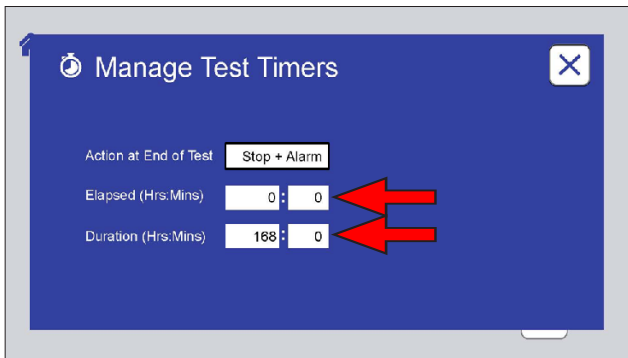 Manage Test Timers
Action at End of Test Stop + Alarm
Elapsed (Hrs:Mins) 0 : 0
Duration (Hrs:Mins) 168 : 0